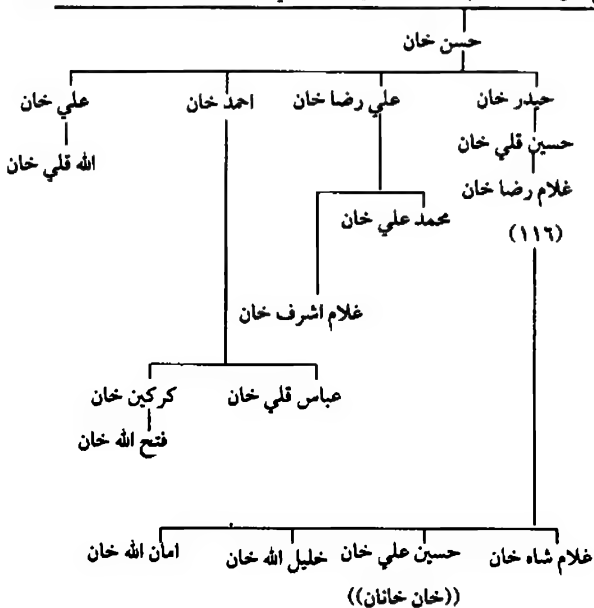 حسن خان
حيدر خان علي رضا خان احمد خان علي خان
حسين قلي خان الله قلي خان
غلام رضا خان
(١١٦) محمد علي خان
غلام اشرف خان
عباس قلي خان كركين خان
فتح الله خان
غلام شاه خان حسين علي خان خليل الله خان امان الله خان
((خان خانان))